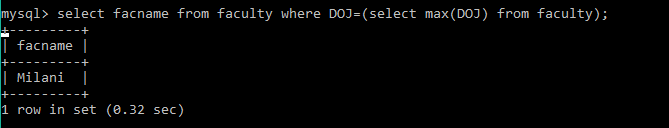 mysql> select facname from faculty where DOJ=(select max(DOJ) from faculty);
+---------+
| facname |
+---------+
| Milani  |
+---------+
1 row in set (0.32 sec)